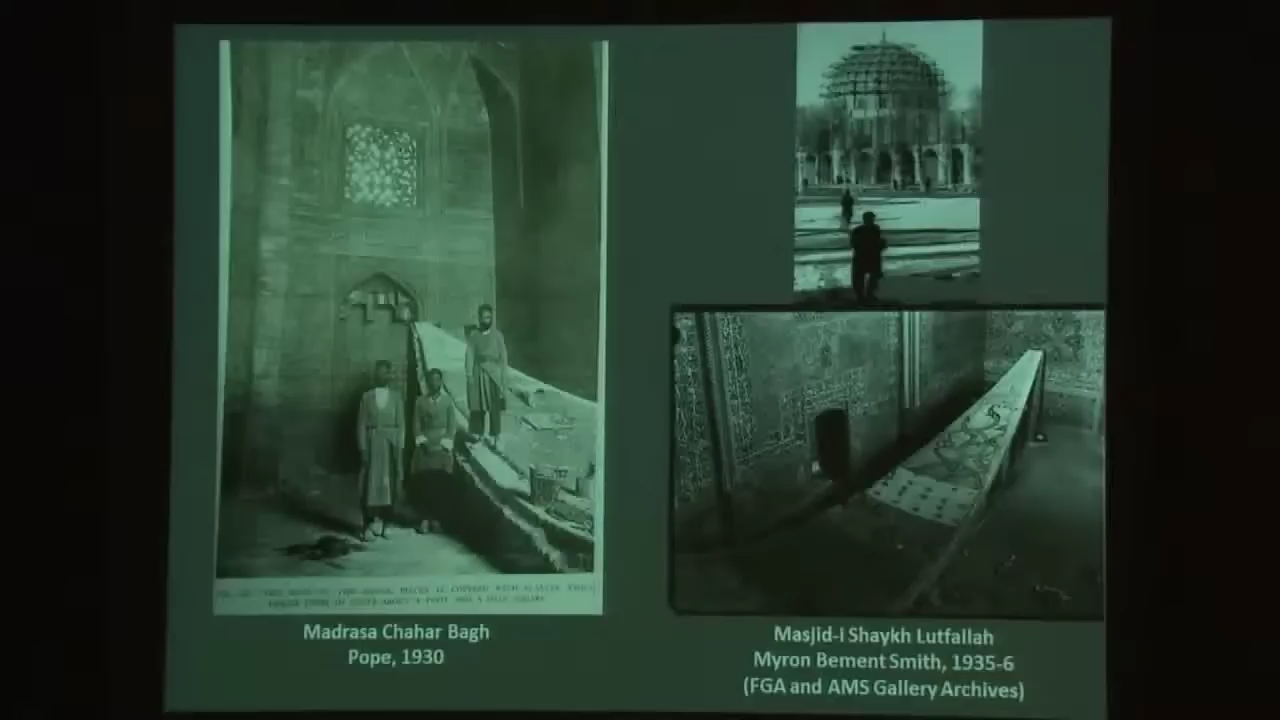 Madrasa Chahar Bagh
Pope, 1930
Masjid-i Shaykh Lutfallah
Myron Bement Smith, 1935-6
(FGA and AMS Gallery Archives)